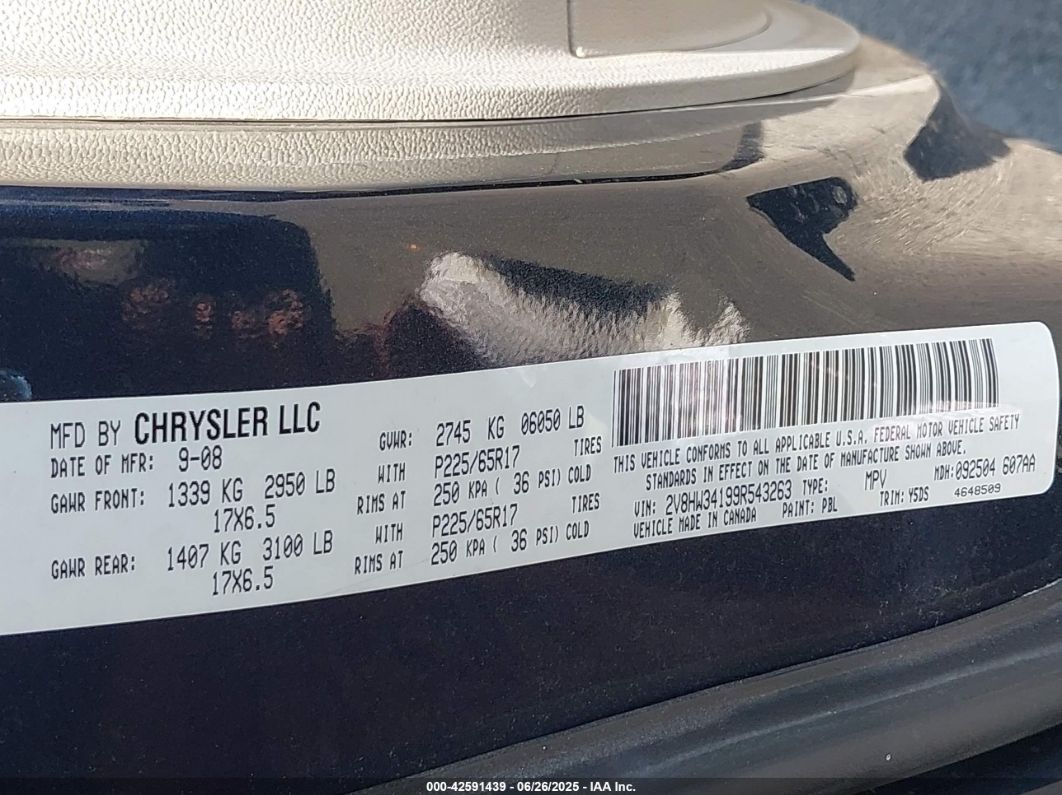 MFD BY CHRYSLER LLC
DATE OF MFR: 9-08
GVWR: 2745 KG 06050 LB
GAWR FRONT: 1339 KG 2950 LB WITH P225/65R17 TIRES
17X6.5 RIMS AT 250 KPA ( 36 PSI) COLD
GAWR REAR: 1407 KG 3100 LB WITH P225/65R17
17X6.5 RIMS AT 250 KPA ( 36 PSI) COLD
THIS VEHICLE CONFORMS TO ALL APPLICABLE U.S.A. FEDERAL MOTOR VEHICLE SAFETY
STANDARDS IN EFFECT ON THE DATE OF MANUFACTURE SHOWN ABOVE.
VIN: 2V8HW34199R543263 TYPE: MPV MDH: 092504 607AA
VEHICLE MADE IN CANADA PAINT: PBL TRIM: Y5DS 4648509
000-42591439 - 06/26/2025 - IAA Inc.